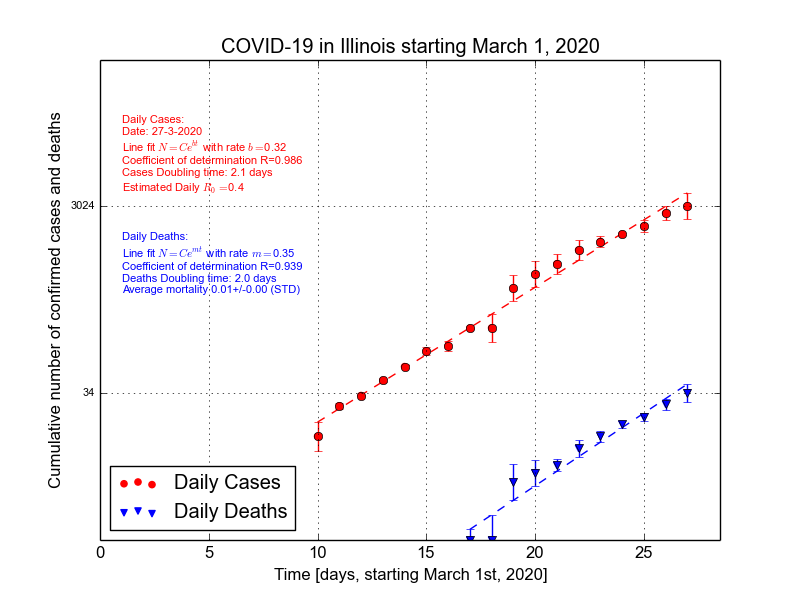 COVID-19 in Illinois starting March 1, 2020
Cumulative number of confirmed cases and deaths
Daily Cases:
Date: 27-3-2020
Line fit N = Ce^{bt} with rate b = 0.32
Coefficient of determination R=0.986
Cases Doubling time: 2.1 days
Estimated Daily R_0 = 0.4
3024
Daily Deaths:
Line fit N = Ce^{mt} with rate m = 0.35
Coefficient of determination R=0.939
Deaths Doubling time: 2.0 days
Average mortality 0.01+/-0.00 (STD)
34
Daily Cases
Daily Deaths
0 5 10 15 20 25
Time [days, starting March 1st, 2020]